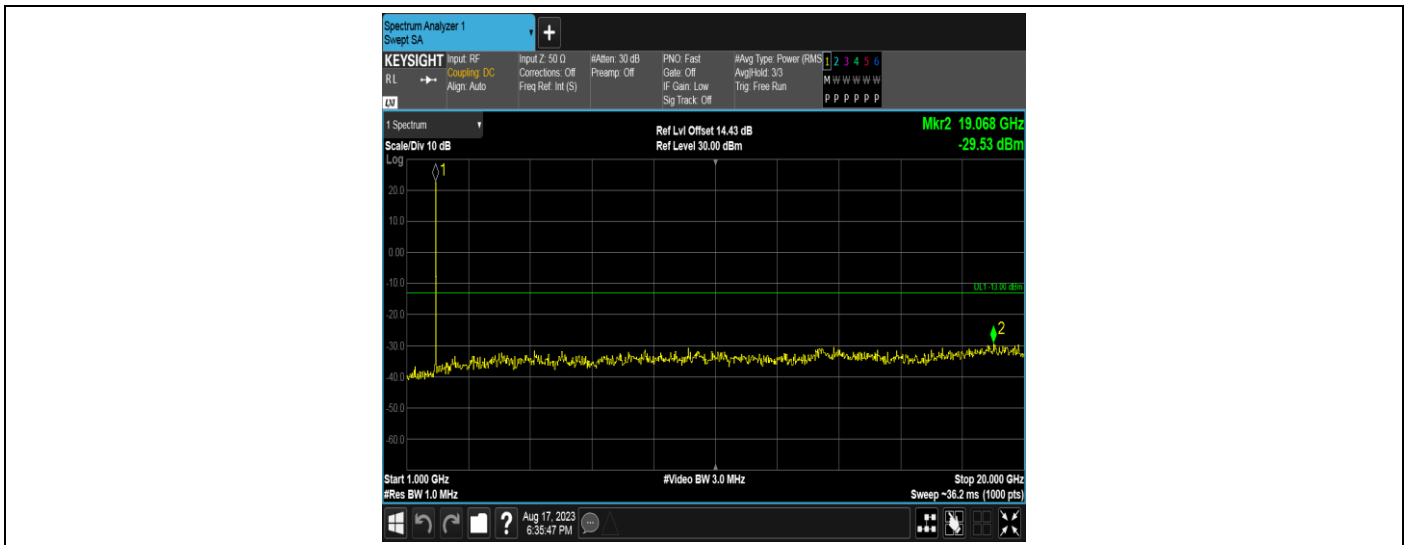 Spectrum Analyzer 1
Swept SA
+
KEYSIGHT
RL
LXI
Input: RF
Coupling: DC
Align: Auto
Input Z: 50 Ω
Corrections: Off
Freq Ref: Int (S)
#Atten: 30 dB
Preamp: Off
PNO: Fast
Gate: Off
IF Gain: Low
Sig Track: Off
#Avg Type: Power (RMS
Avg|Hold: 3/3
Trig: Free Run
1 2 3 4 5 6
M W W W W W
P P P P P P
1 Spectrum
Scale/Div 10 dB
Log
Ref Lvl Offset 14.43 dB
Ref Level 30.00 dBm
Mkr2 19.068 GHz
-29.53 dBm
1
20.0
10.0
0.00
-10.0
DL1 -13.00 dBm
-20.0
2
-30.0
-40.0
-50.0
-60.0
Start 1.000 GHz
#Res BW 1.0 MHz
#Video BW 3.0 MHz
Stop 20.000 GHz
Sweep ~36.2 ms (1000 pts)
?
Aug 17, 2023
6:35:47 PM